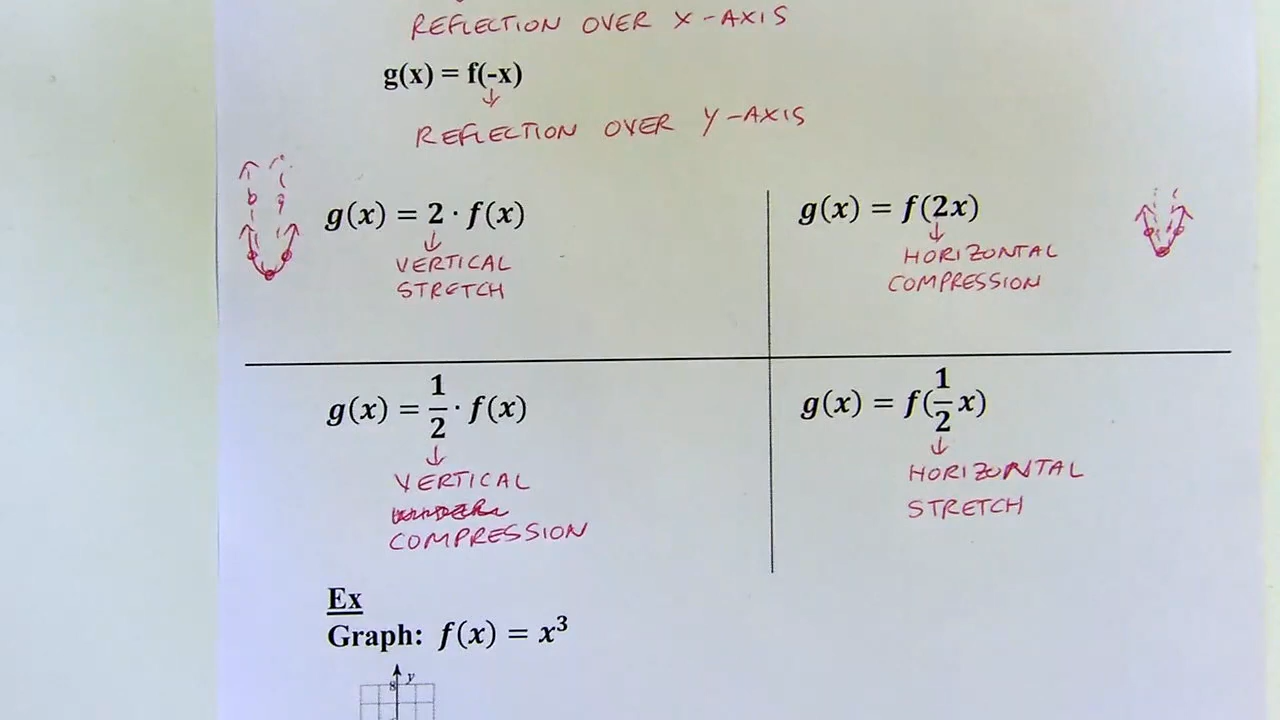 REFLECTION OVER X-AXIS
g(x) = f(-x)
REFLECTION OVER Y-AXIS
g(x) = 2 · f(x)
VERTICAL
STRETCH
g(x) = f(2x)
HORIZONTAL
COMPRESSION
g(x) = 1/2 · f(x)
VERTICAL
COMPRESSION
g(x) = f(1/2 x)
HORIZONTAL
STRETCH
Ex
Graph: f(x) = x³
y
8